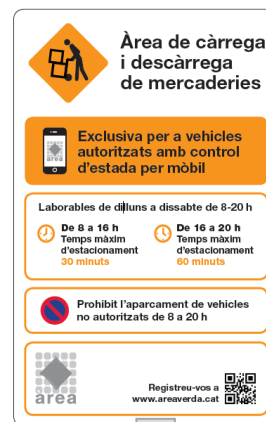 Àrea de càrrega
i descàrrega
de mercaderies
àrea
Exclusiva per a vehicles
autoritzats amb control
d'estada per mòbil
Laborables de dilluns a dissabte de 8-20 h
De 8 a 16 h
Temps màxim
d'estacionament
30 minuts
De 16 a 20 h
Temps màxim
d'estacionament
60 minuts
Prohibit l'aparcament de vehicles
no autoritzats de 8 a 20 h
àrea
Registreu-vos a
www.areaverda.cat